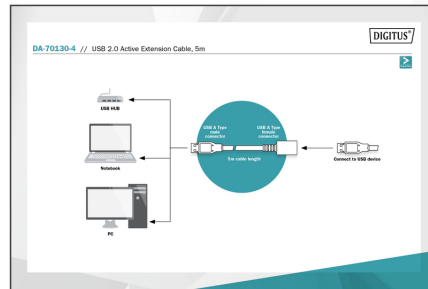 DIGITUS®
DA-70130-4 // USB 2.0 Active Extension Cable, 5m
USB HUB
USB A Type
male
connector
USB A Type
female
connector
5m cable length
Connect to USB device
Notebook
PC